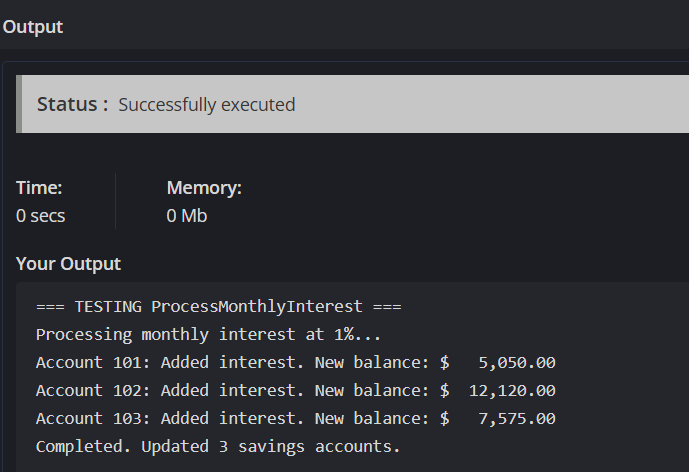 Output
Status : Successfully executed
Time: Memory:
0 secs 0 Mb
Your Output
=== TESTING ProcessMonthlyInterest ===
Processing monthly interest at 1%...
Account 101: Added interest. New balance: $   5,050.00
Account 102: Added interest. New balance: $  12,120.00
Account 103: Added interest. New balance: $   7,575.00
Completed. Updated 3 savings accounts.